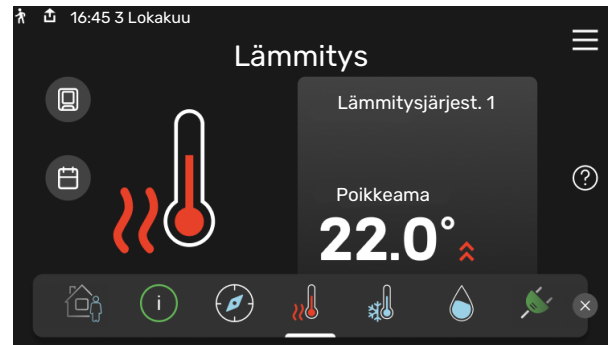 16:45 3 Lokakuu
Lämmitys
Lämmitysjärjest. 1
Poikkeama
22.0°